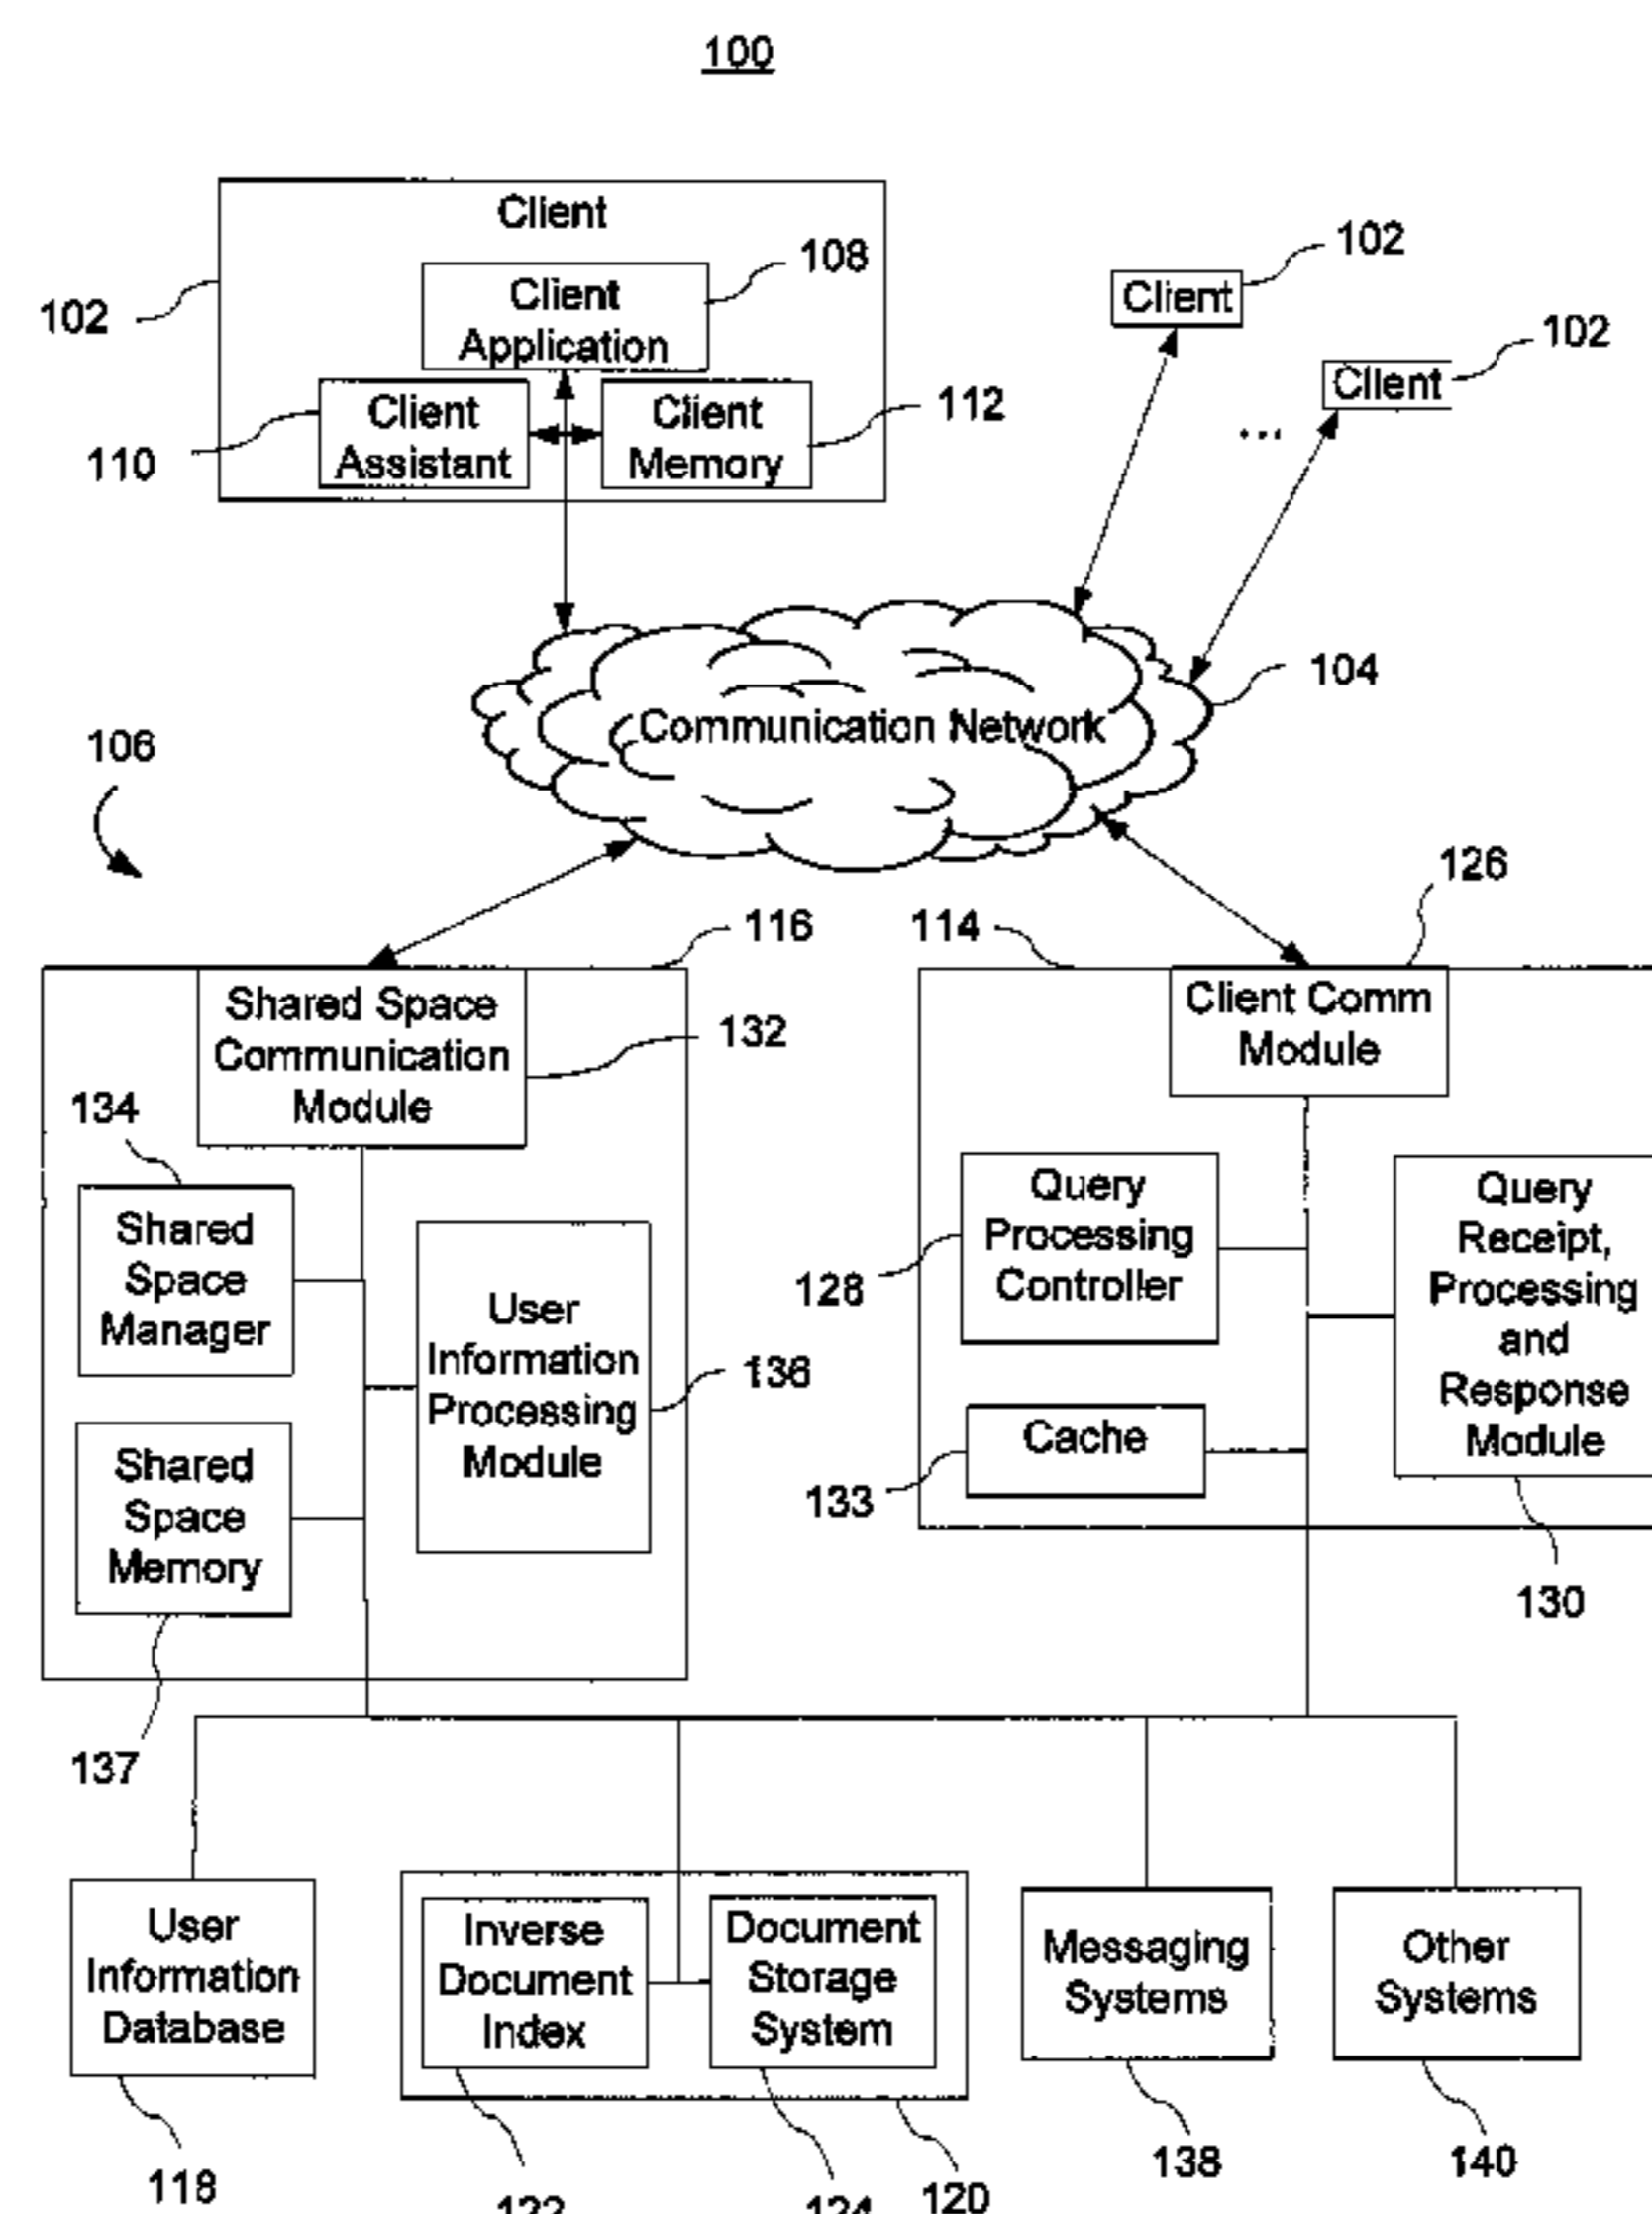 100
Client
108
102
Client
Application
102
Client
102
Client
110
Client
Assistant
Client
Memory
112
...
104
Communication Network
106
126
116
114
Shared Space
Communication
Module
132
Client Comm
Module
134
Shared
Space
Manager
User
Information
Processing
Module
136
Query
Processing
Controller
128
Query
Receipt,
Processing
and
Response
Module
Shared
Space
Memory
Cache
133
130
137
User
Information
Database
Inverse
Document
Index
Document
Storage
System
Messaging
Systems
Other
Systems
118
122
124
120
138
140